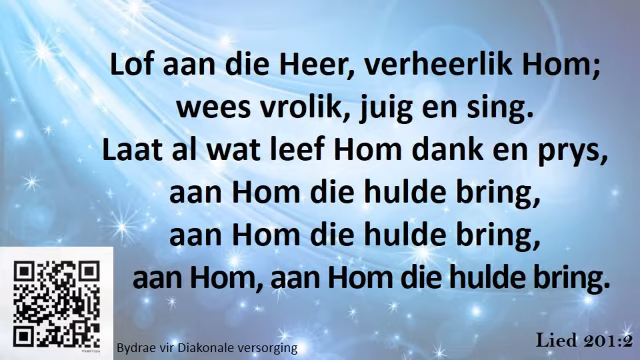 Lof aan die Heer, verheerlik Hom;
wees vrolik, juig en sing.
Laat al wat leef Hom dank en prys,
aan Hom die hulde bring,
aan Hom die hulde bring,
aan Hom, aan Hom die hulde bring.
Bydrae vir Diakonale versorging
Lied 201:2